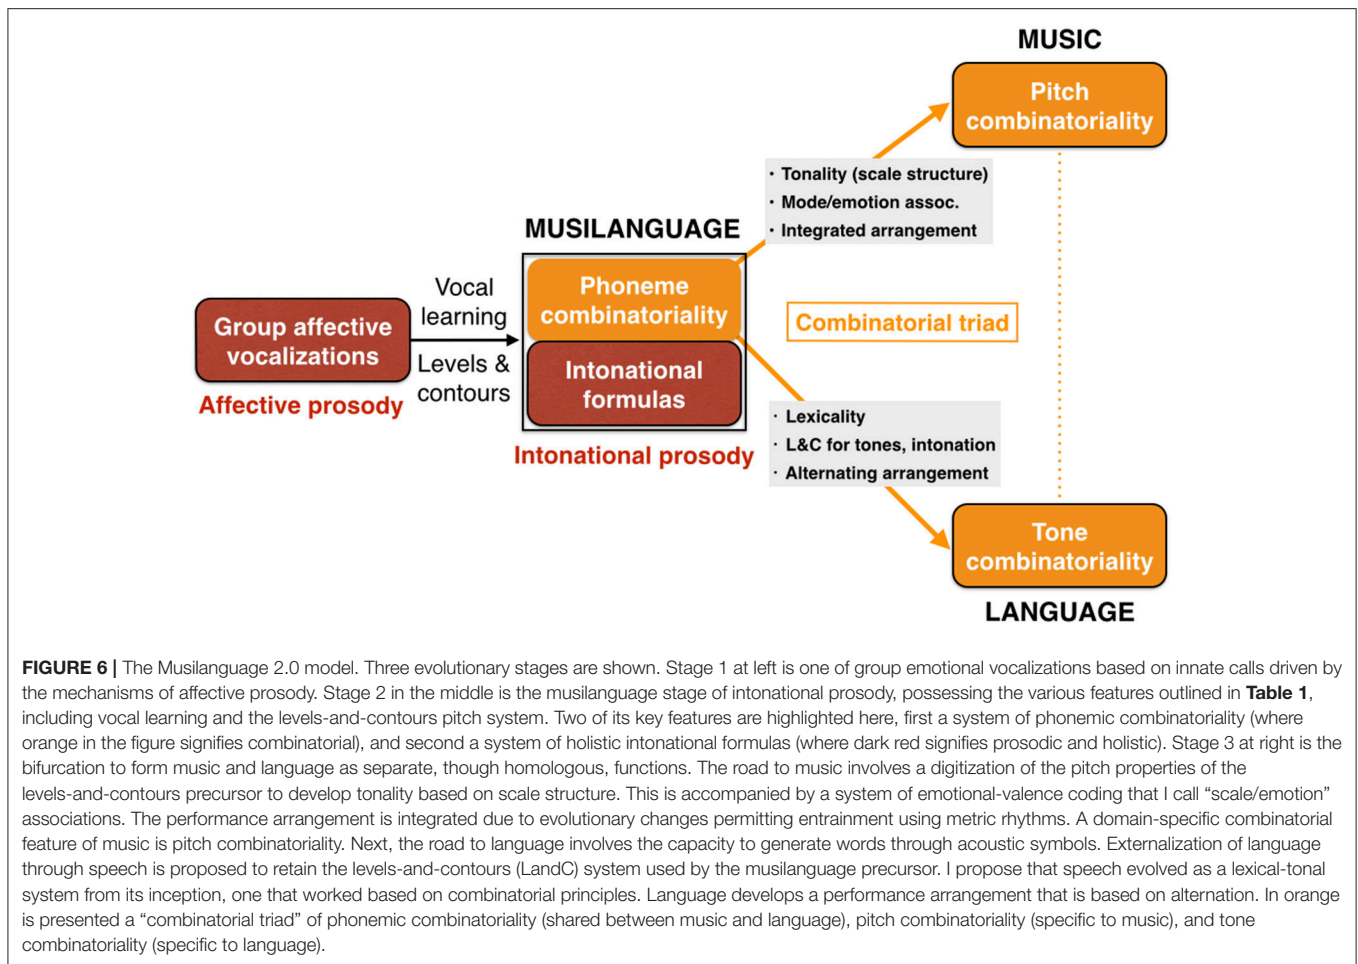 MUSIC
Pitch
combinatoriality
· Tonality (scale structure)
· Mode/emotion assoc.
· Integrated arrangement
MUSILANGUAGE
Phoneme
combinatoriality
Intonational
formulas
Intonational prosody
Vocal
learning
Levels &
contours
Group affective
vocalizations
Affective prosody
Combinatorial triad
· Lexicality
· L&C for tones, intonation
· Alternating arrangement
Tone
combinatoriality
LANGUAGE
FIGURE 6 | The Musilanguage 2.0 model. Three evolutionary stages are shown. Stage 1 at left is one of group emotional vocalizations based on innate calls driven by
the mechanisms of affective prosody. Stage 2 in the middle is the musilanguage stage of intonational prosody, possessing the various features outlined in Table 1,
including vocal learning and the levels-and-contours pitch system. Two of its key features are highlighted here, first a system of phonemic combinatoriality (where
orange in the figure signifies combinatorial), and second a system of holistic intonational formulas (where dark red signifies prosodic and holistic). Stage 3 at right is the
bifurcation to form music and language as separate, though homologous, functions. The road to music involves a digitization of the pitch properties of the
levels-and-contours precursor to develop tonality based on scale structure. This is accompanied by a system of emotional-valence coding that I call “scale/emotion”
associations. The performance arrangement is integrated due to evolutionary changes permitting entrainment using metric rhythms. A domain-specific combinatorial
feature of music is pitch combinatoriality. Next, the road to language involves the capacity to generate words through acoustic symbols. Externalization of language
through speech is proposed to retain the levels-and-contours (LandC) system used by the musilanguage precursor. I propose that speech evolved as a lexical-tonal
system from its inception, one that worked based on combinatorial principles. Language develops a performance arrangement that is based on alternation. In orange
is presented a “combinatorial triad” of phonemic combinatoriality (shared between music and language), pitch combinatoriality (specific to music), and tone
combinatoriality (specific to language).